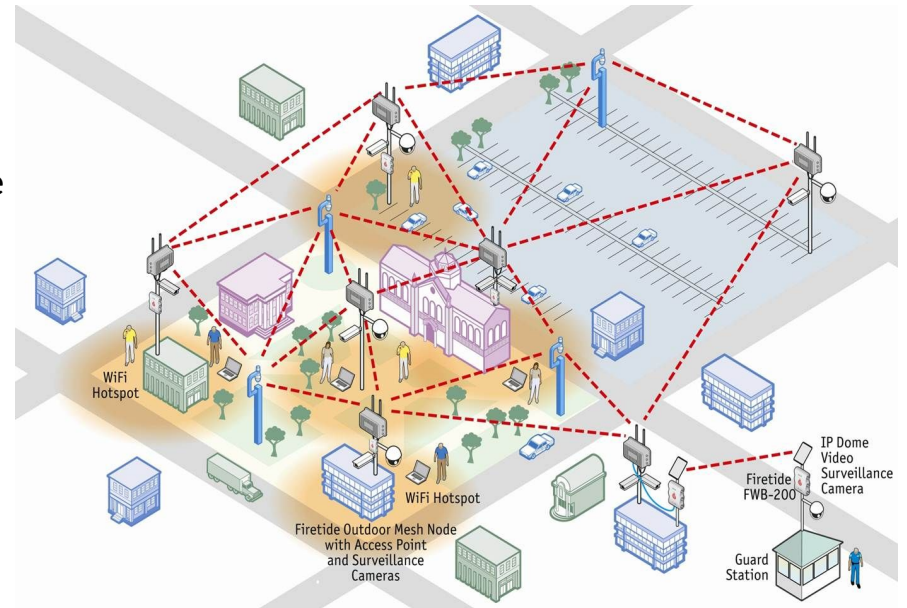 e
WiFi
Hotspot
WiFi Hotspot
Firetide Outdoor Mesh Node
with Access Point
and Surveillance
Cameras
IP Dome
Video
Surveillance
Camera
Firetide
FWB-200
Guard
Station